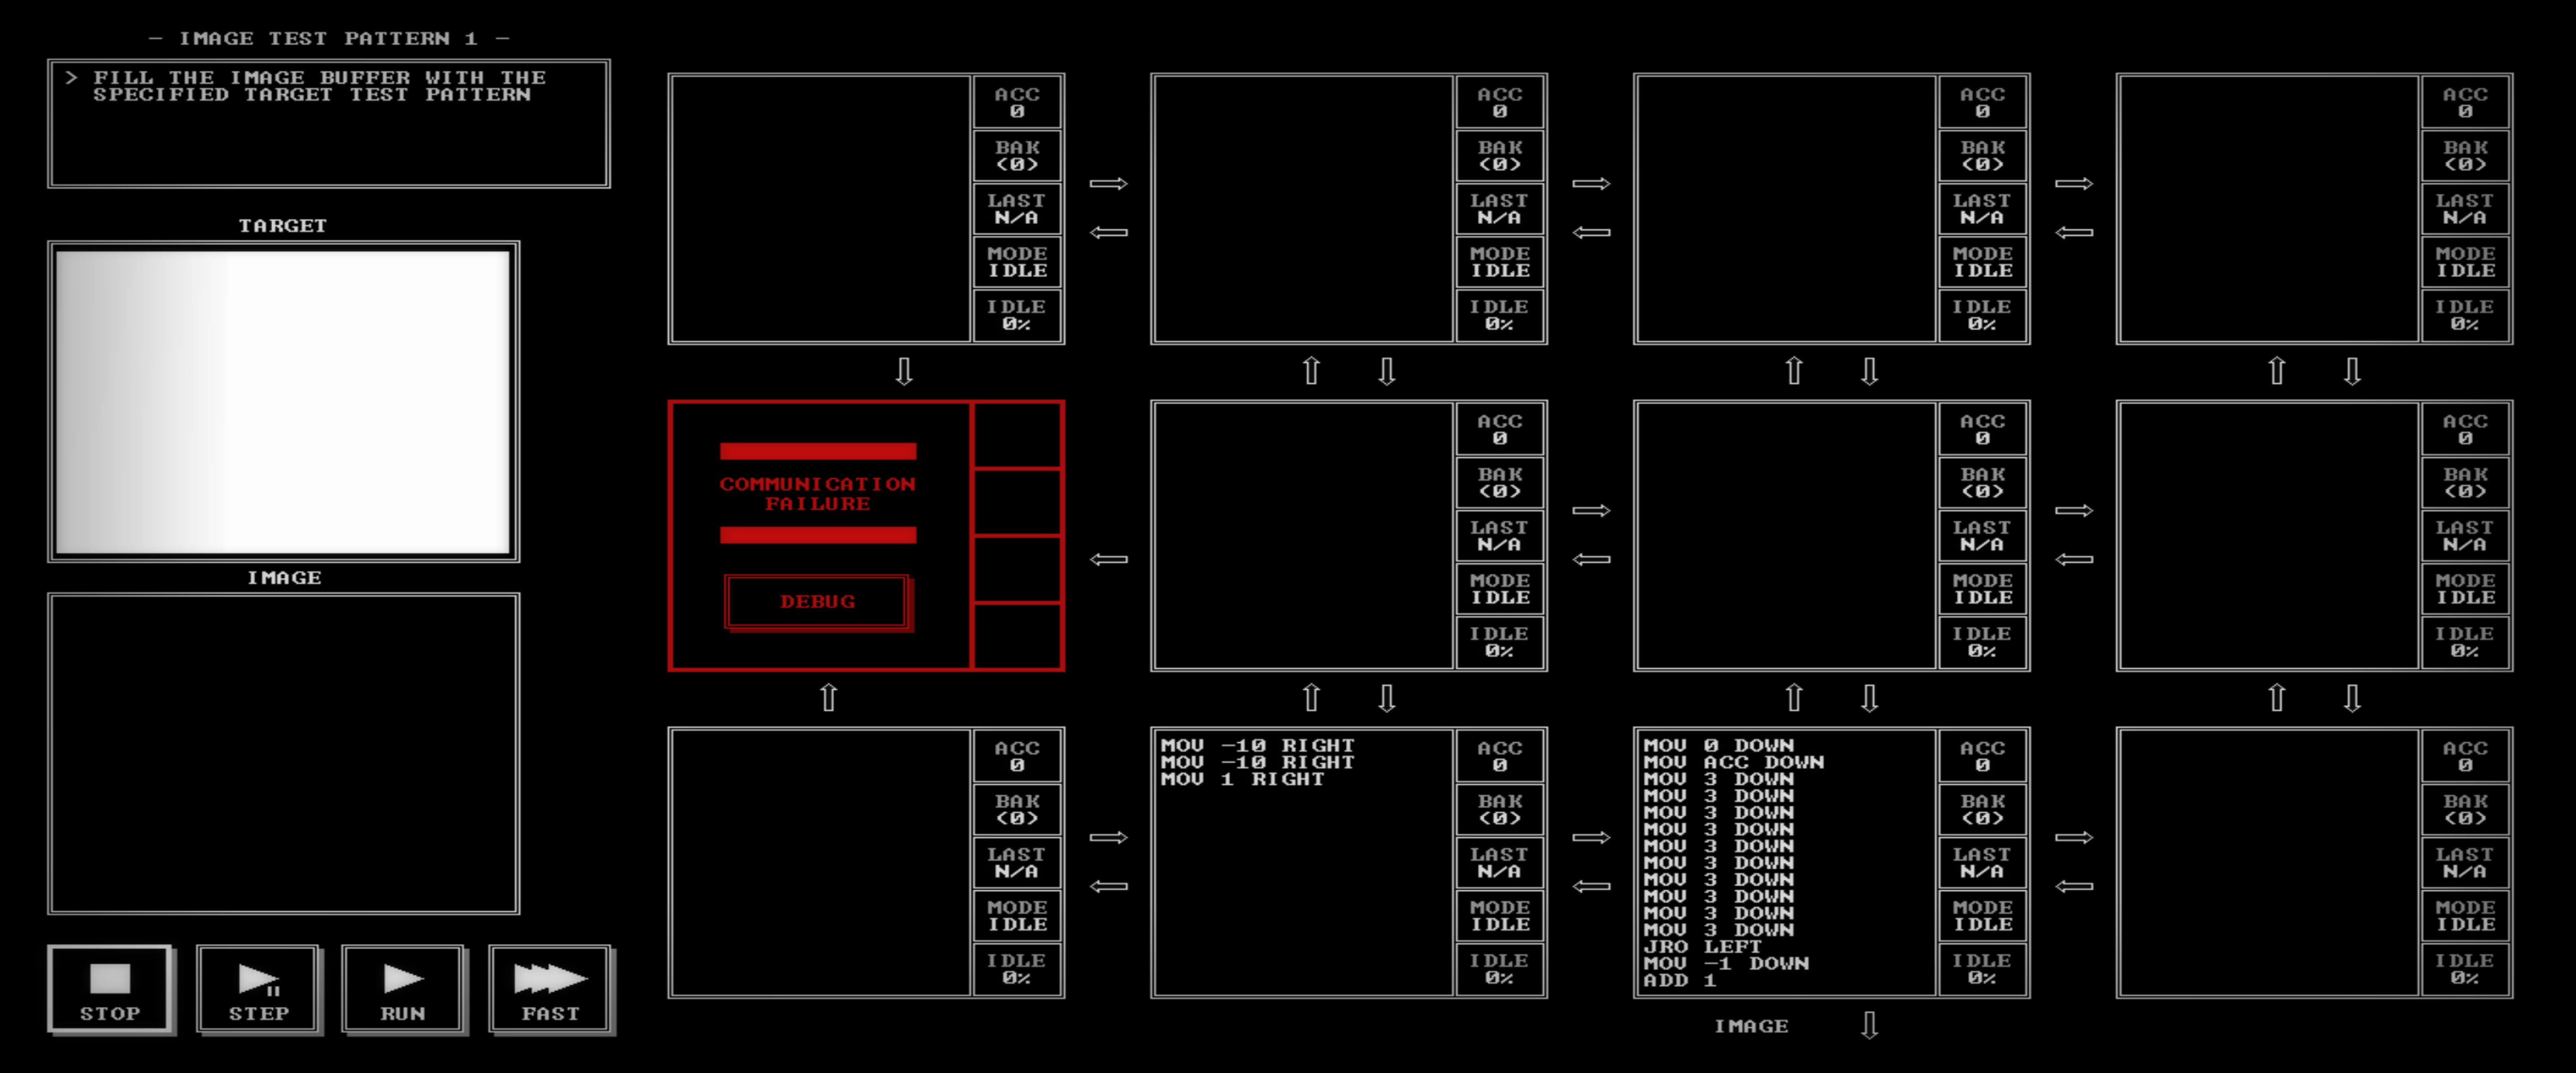 - IMAGE TEST PATTERN 1 -
> FILL THE IMAGE BUFFER WITH THE
SPECIFIED TARGET TEST PATTERN
TARGET
IMAGE
STOP
STEP
RUN
FAST
ACC
0
BAK
(0)
LAST
N/A
MODE
IDLE
IDLE
0%
ACC
0
BAK
(0)
LAST
N/A
MODE
IDLE
IDLE
0%
ACC
0
BAK
(0)
LAST
N/A
MODE
IDLE
IDLE
0%
ACC
0
BAK
(0)
LAST
N/A
MODE
IDLE
IDLE
0%
COMMUNICATION
FAILURE
DEBUG
ACC
0
BAK
(0)
LAST
N/A
MODE
IDLE
IDLE
0%
ACC
0
BAK
(0)
LAST
N/A
MODE
IDLE
IDLE
0%
ACC
0
BAK
(0)
LAST
N/A
MODE
IDLE
IDLE
0%
ACC
0
BAK
(0)
LAST
N/A
MODE
IDLE
IDLE
0%
MOV -10 RIGHT
MOV -10 RIGHT
MOV 1 RIGHT
ACC
0
BAK
(0)
LAST
N/A
MODE
IDLE
IDLE
0%
MOV 0 DOWN
MOV ACC DOWN
MOV 3 DOWN
MOV 3 DOWN
MOV 3 DOWN
MOV 3 DOWN
MOV 3 DOWN
MOV 3 DOWN
MOV 3 DOWN
MOV 3 DOWN
MOV 3 DOWN
MOV 3 DOWN
JRO LEFT
MOV -1 DOWN
ADD 1
ACC
0
BAK
(0)
LAST
N/A
MODE
IDLE
IDLE
0%
ACC
0
BAK
(0)
LAST
N/A
MODE
IDLE
IDLE
0%
IMAGE